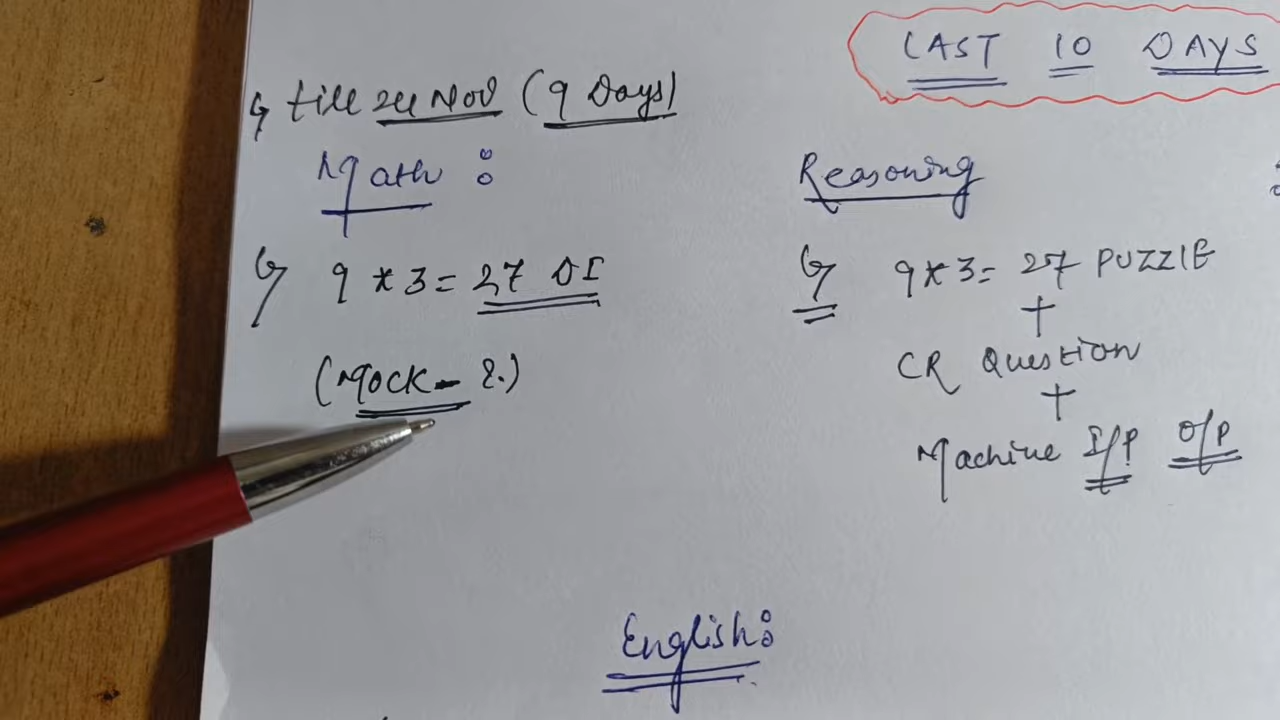 LAST 10 DAYS
↳ till 24 Nov (9 Days)
Math :
↳ 9 * 3 = 27 DI
(Mock - 2.)
Reasoning
↳ 9 * 3 = 27 PUZZLE
+
CR Question
+
Machine I/P O/P
English: